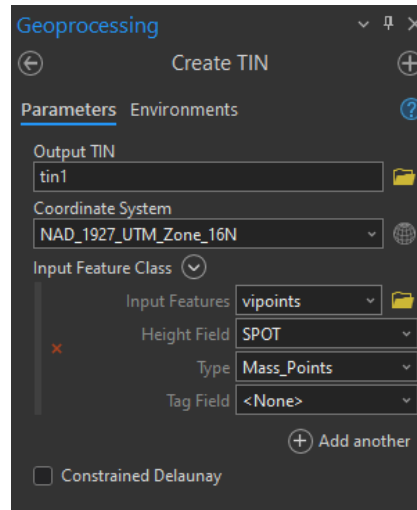 Geoprocessing
Create TIN
Parameters Environments
Output TIN
tin1
Coordinate System
NAD_1927_UTM_Zone_16N
Input Feature Class
Input Features vipoints
Height Field SPOT
Type Mass_Points
Tag Field <None>
Add another
Constrained Delaunay